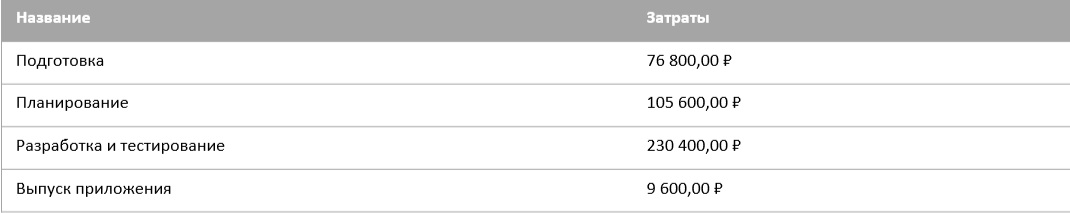 Название Затраты
Подготовка 76 800,00 ₽
Планирование 105 600,00 ₽
Разработка и тестирование 230 400,00 ₽
Выпуск приложения 9 600,00 ₽